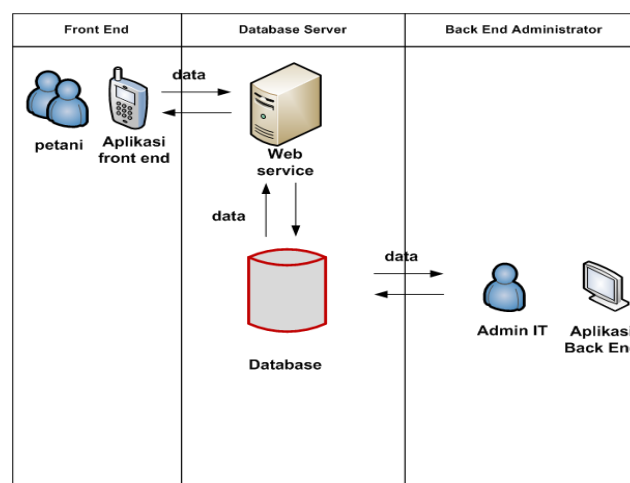 Front End
Database Server
Back End Administrator
data
petani
Aplikasi
front end
Web
service
data
data
Database
Admin IT
Aplikasi
Back End